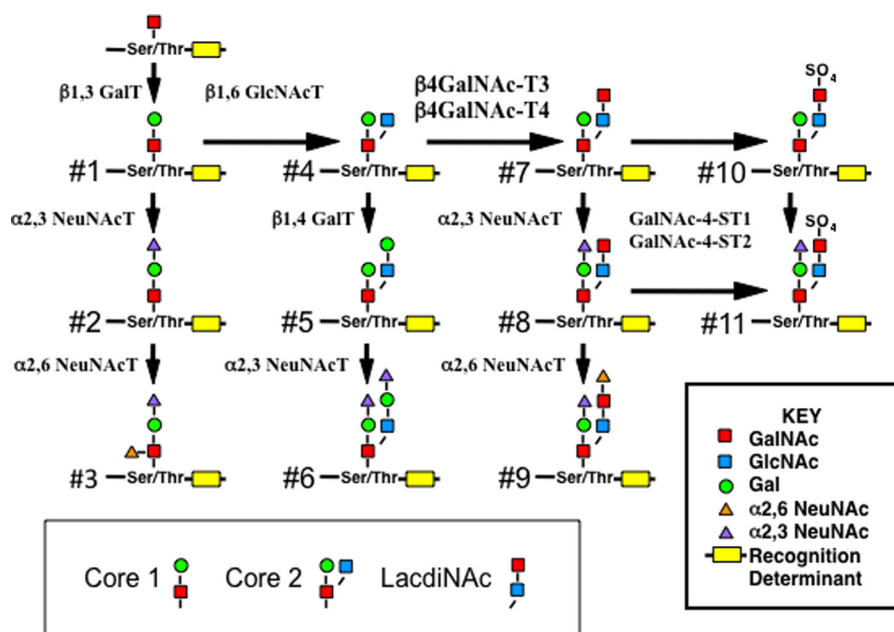 Ser/Thr
β1,3 GalT
β1,6 GlcNAcT
β4GalNAc-T3
β4GalNAc-T4
SO4
#1
Ser/Thr
#4
Ser/Thr
#7
Ser/Thr
#10
Ser/Thr
α2,3 NeuNAcT
β1,4 GalT
α2,3 NeuNAcT
GalNAc-4-ST1
GalNAc-4-ST2
SO4
#2
Ser/Thr
#5
Ser/Thr
#8
Ser/Thr
#11
Ser/Thr
α2,6 NeuNAcT
α2,3 NeuNAcT
α2,6 NeuNAcT
#3
Ser/Thr
#6
Ser/Thr
#9
Ser/Thr
KEY
GalNAc
GlcNAc
Gal
α2,6 NeuNAc
α2,3 NeuNAc
Recognition
Determinant
Core 1
Core 2
LacdiNAc